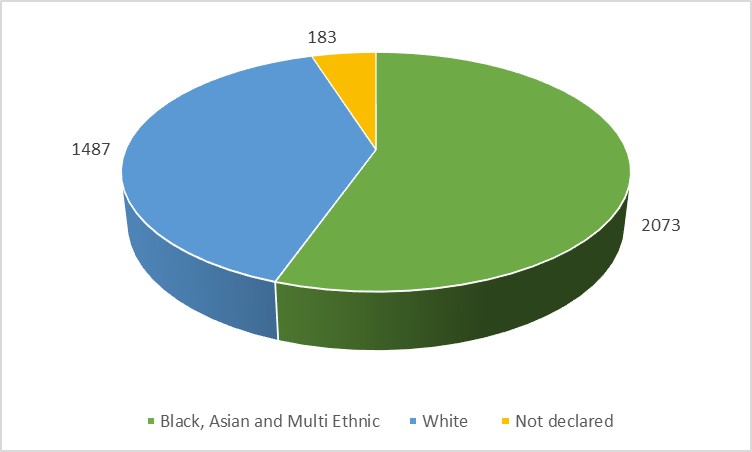 183
1487
2073
Black, Asian and Multi Ethnic White Not declared